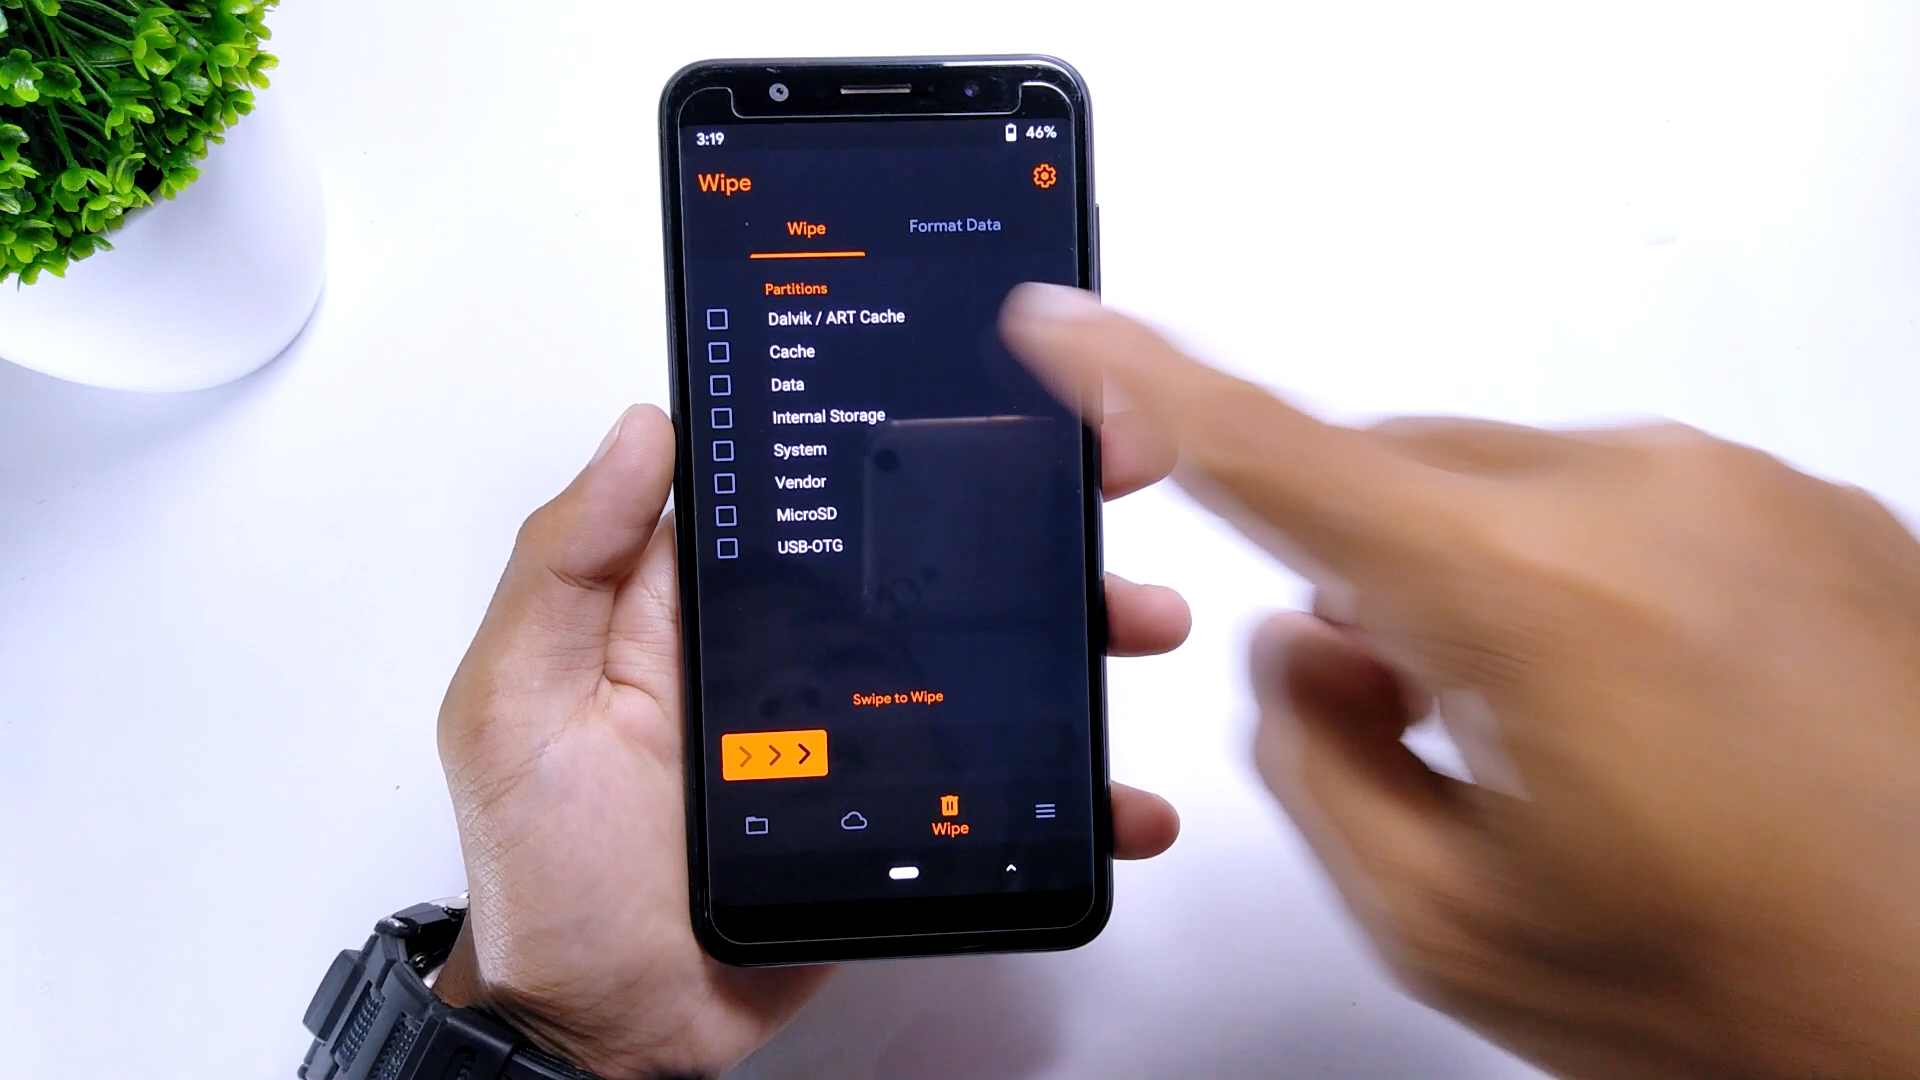 3:19
46%
Wipe
Wipe
Format Data
Partitions
Dalvik / ART Cache
Cache
Data
Internal Storage
System
Vendor
MicroSD
USB-OTG
Swipe to Wipe
Wipe